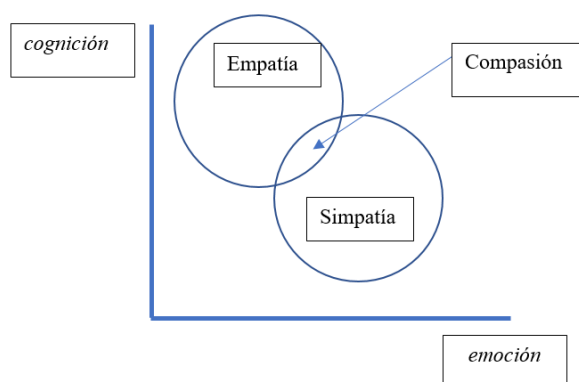 cognición
Empatía
Compasión
Simpatía
emoción